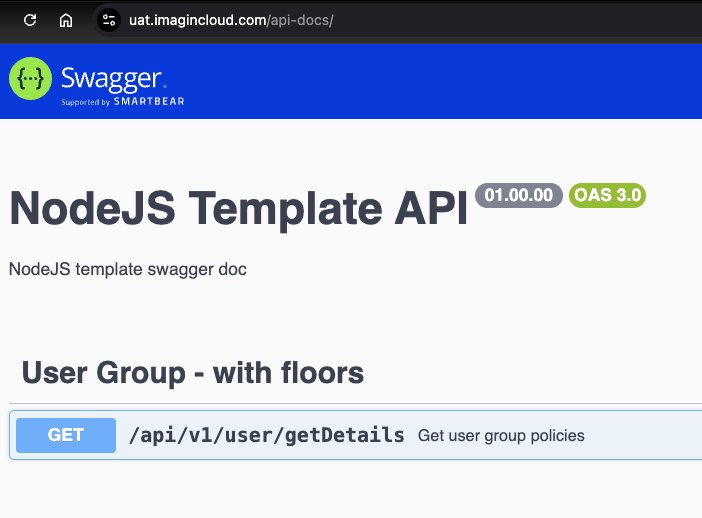 uat.imagincloud.com/api-docs/
{···} Swagger.
Supported by SMARTBEAR
NodeJS Template API 01.00.00 OAS 3.0
NodeJS template swagger doc
User Group - with floors
GET /api/v1/user/getDetails Get user group policies